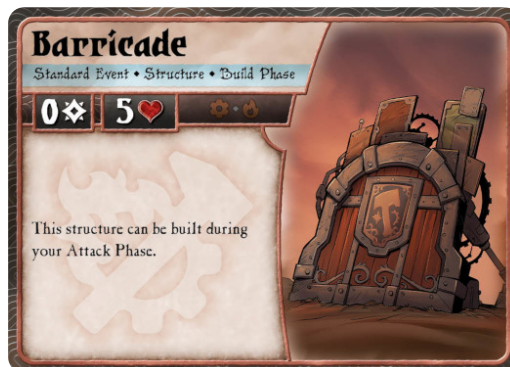 Barricade
Standard Event • Structure • Build Phase
0 5
This structure can be built during
your Attack Phase.